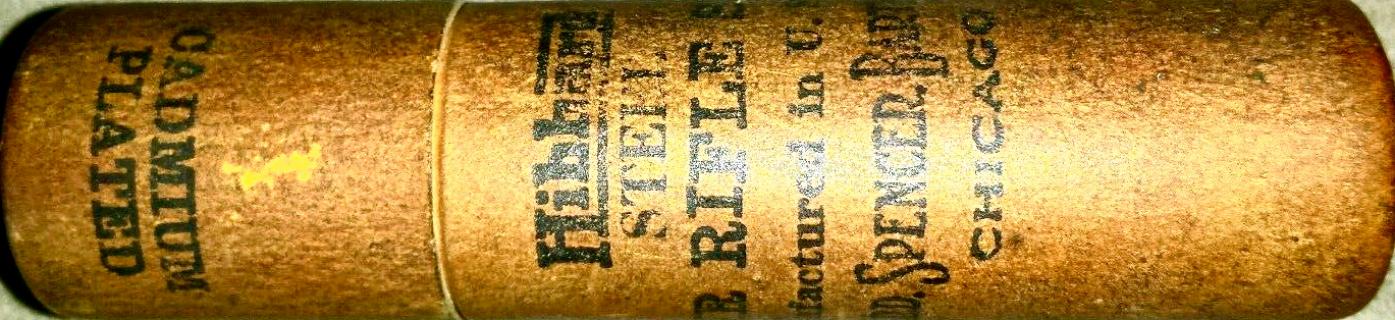 CADMIUM
PLATED
Hibbard
STEEL
R RIFLE
factured in U.
D. SPENCER, BAR
CHICAGO